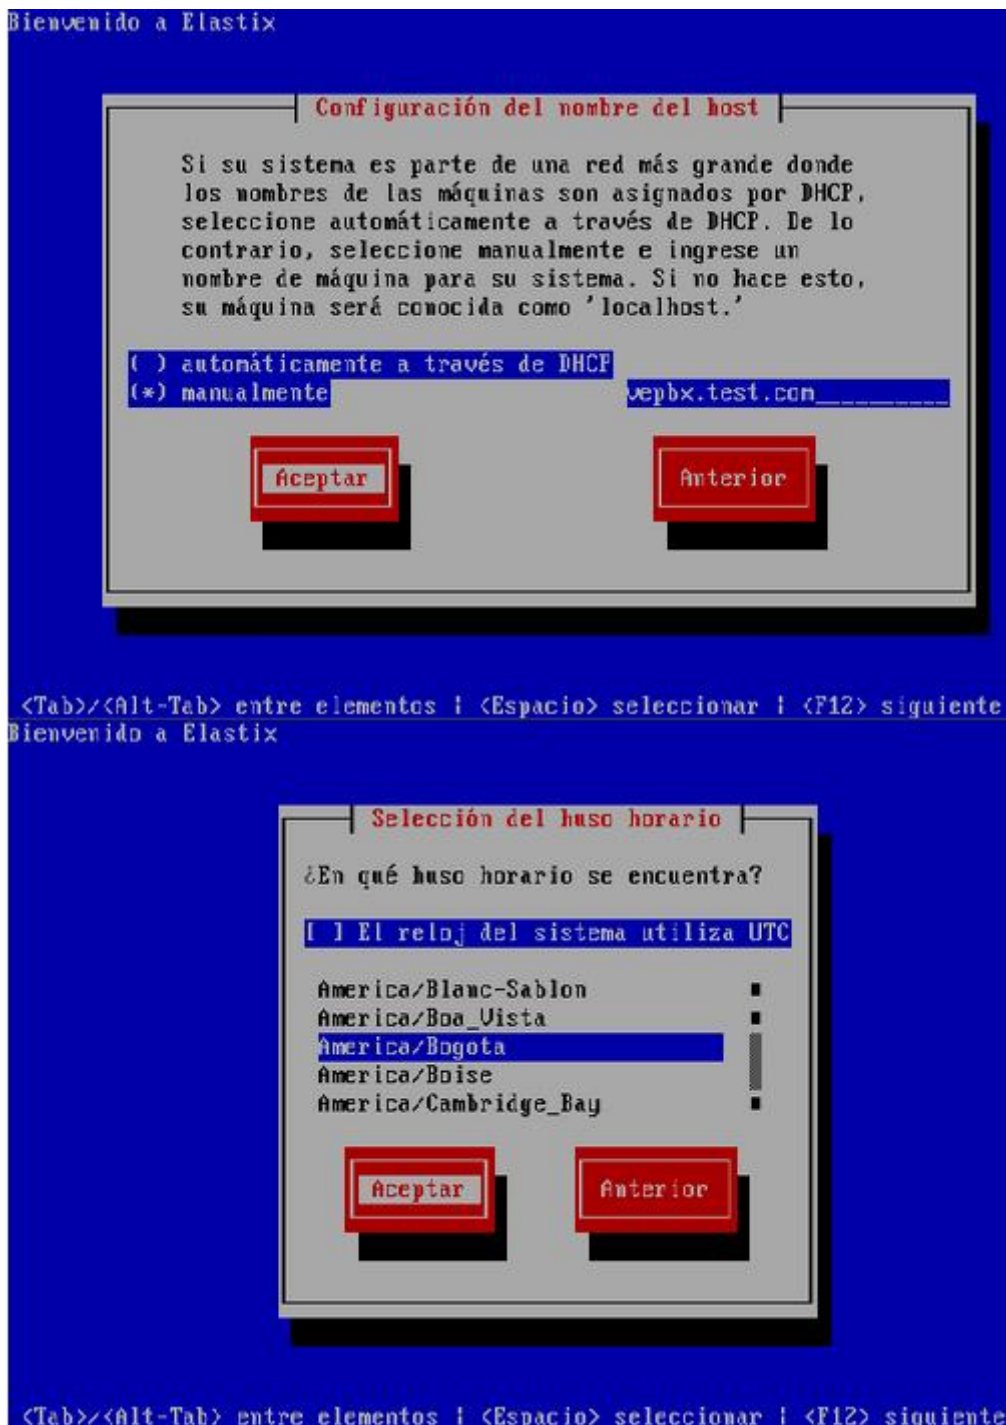 Bienvenido a Elastix
Configuración del nombre del host
Si su sistema es parte de una red más grande donde
los nombres de las máquinas son asignados por DHCP,
seleccione automáticamente a través de DHCP. De lo
contrario, seleccione manualmente e ingrese un
nombre de máquina para su sistema. Si no hace esto,
su máquina será conocida como 'localhost.'
( ) automáticamente a través de DHCP
(*) manualmente vepbx.test.com__________
Aceptar Anterior
<Tab>/<Alt-Tab> entre elementos | <Espacio> seleccionar | <F12> siguiente
Bienvenido a Elastix
Selección del huso horario
¿En qué huso horario se encuentra?
[ ] El reloj del sistema utiliza UTC
America/Blanc-Sablon
America/Boa_Vista
America/Bogota
America/Boise
America/Cambridge_Bay
Aceptar Anterior
<Tab>/<Alt-Tab> entre elementos | <Espacio> seleccionar | <F12> siguiente